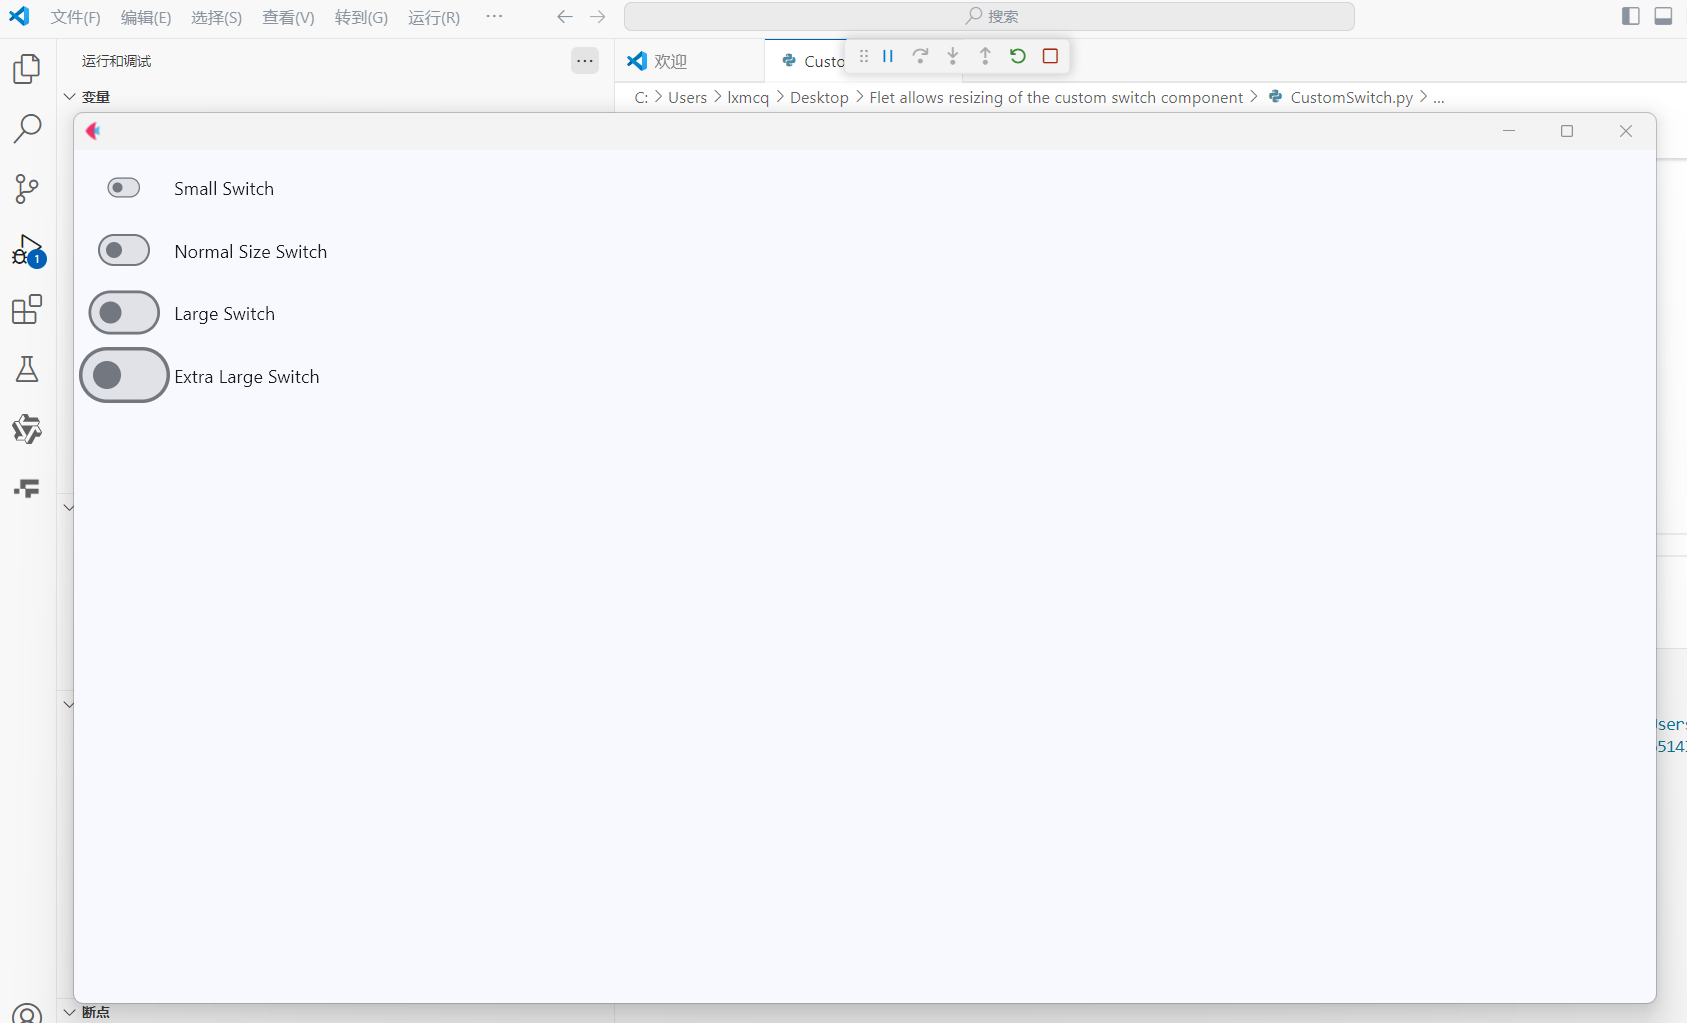 文件(F) 编辑(E) 选择(S) 查看(V) 转到(G) 运行(R) ··· 搜索
运行和调试 ··· 欢迎 Custo
变量 C: Users lxmcq Desktop Flet allows resizing of the custom switch component CustomSwitch.py ...
Small Switch
Normal Size Switch
1
Large Switch
Extra Large Switch
断点